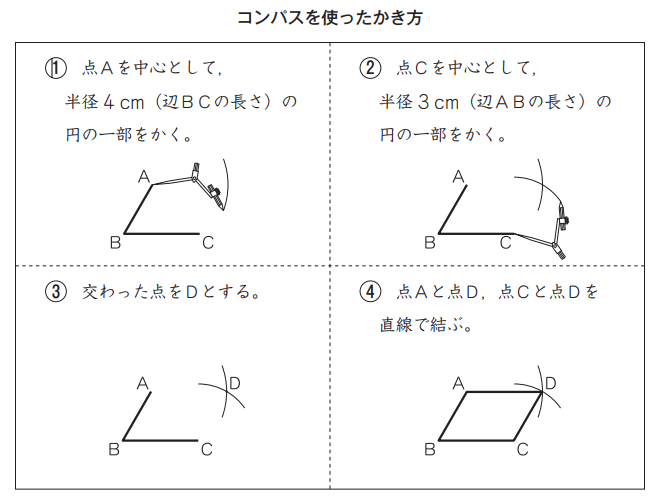 コンパスを使ったかき方
① 点Aを中心として,
半径4cm(辺BCの長さ)の
円の一部をかく。
A
B
C
② 点Cを中心として,
半径3cm(辺ABの長さ)の
円の一部をかく。
A
B
C
③ 交わった点をDとする。
A
D
B
C
④ 点Aと点D,点Cと点Dを
直線で結ぶ。
A
D
B
C